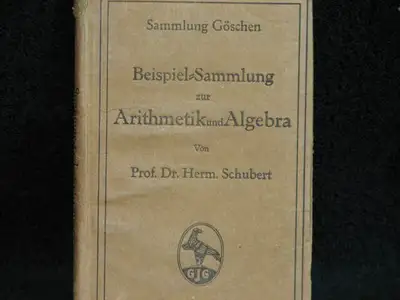 Sammlung Göschen
Beispiel=Sammlung
zur
Arithmetik und Algebra
Von
Prof. Dr. Herm. Schubert
GJG